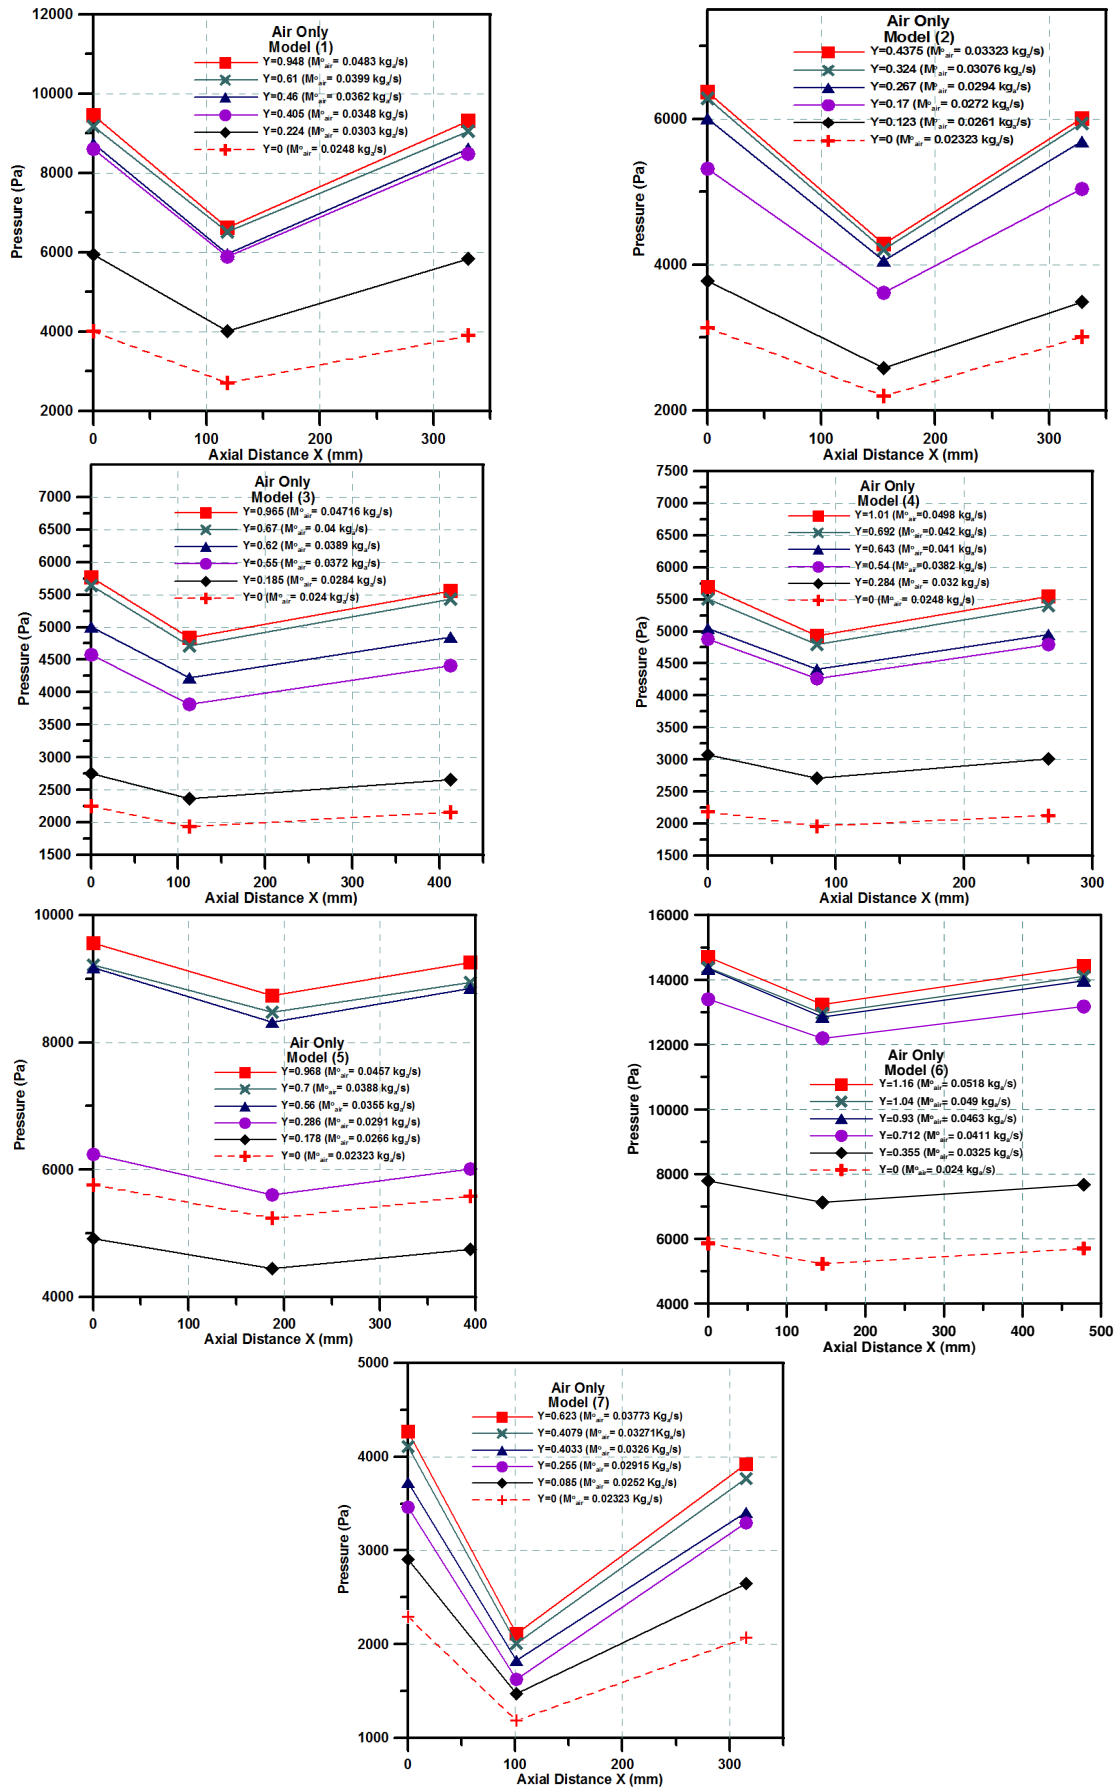 Air Only
Model (1)
Y=0.948 (M°air= 0.0483 kga/s)
Y=0.61 (M°air= 0.0399 kga/s)
Y=0.46 (M°air= 0.0362 kga/s)
Y=0.405 (M°air= 0.0348 kga/s)
Y=0.224 (M°air= 0.0303 kga/s)
Y=0 (M°air= 0.0248 kga/s)
12000
10000
8000
6000
4000
2000
Pressure (Pa)
0 100 200 300
Axial Distance X (mm)
Air Only
Model (2)
Y=0.4375 (M°air= 0.03323 kga/s)
Y=0.324 (M°air= 0.03076 kga/s)
Y=0.267 (M°air= 0.0294 kga/s)
Y=0.17 (M°air= 0.0272 kga/s)
Y=0.123 (M°air= 0.0261 kga/s)
Y=0 (M°air= 0.02323 kga/s)
6000
4000
2000
Pressure (Pa)
0 100 200 300
Axial Distance X (mm)
Air Only
Model (3)
Y=0.965 (M°air= 0.04716 kga/s)
Y=0.67 (M°air= 0.04 kga/s)
Y=0.62 (M°air= 0.0389 kga/s)
Y=0.55 (M°air= 0.0372 kga/s)
Y=0.185 (M°air= 0.0284 kga/s)
Y=0 (M°air= 0.024 kga/s)
7000
6500
6000
5500
5000
4500
4000
3500
3000
2500
2000
1500
Pressure (Pa)
0 100 200 300 400
Axial Distance X (mm)
Air Only
Model (4)
Y=1.01 (M°air=0.0498 kga/s)
Y=0.692 (M°air=0.042 kga/s)
Y=0.643 (M°air=0.041 kga/s)
Y=0.54 (M°air=0.0382 kga/s)
Y=0.284 (M°air=0.032 kga/s)
Y=0 (M°air=0.0248 kga/s)
7500
7000
6500
6000
5500
5000
4500
4000
3500
3000
2500
2000
1500
Pressure (Pa)
0 100 200 300
Axial Distance X (mm)
Air Only
Model (5)
Y=0.968 (M°air= 0.0457 kga/s)
Y=0.7 (M°air= 0.0388 kga/s)
Y=0.56 (M°air= 0.0355 kga/s)
Y=0.286 (M°air= 0.0291 kga/s)
Y=0.178 (M°air= 0.0266 kga/s)
Y=0 (M°air= 0.02323 kga/s)
10000
8000
6000
4000
Pressure (Pa)
0 100 200 300 400
Axial Distance X (mm)
Air Only
Model (6)
Y=1.16 (M°air= 0.0518 kga/s)
Y=1.04 (M°air= 0.049 kga/s)
Y=0.93 (M°air= 0.0463 kga/s)
Y=0.712 (M°air= 0.0411 kga/s)
Y=0.355 (M°air= 0.0325 kga/s)
Y=0 (M°air= 0.024 kga/s)
16000
14000
12000
10000
8000
6000
4000
Pressure (Pa)
0 100 200 300 400 500
Axial Distance X (mm)
Air Only
Model (7)
Y=0.623 (M°air= 0.03773 Kga/s)
Y=0.4079 (M°air= 0.03271Kga/s)
Y=0.4033 (M°air= 0.0326 Kga/s)
Y=0.255 (M°air= 0.02915 Kga/s)
Y=0.085 (M°air= 0.0252 Kga/s)
Y=0 (M°air= 0.02323 Kga/s)
5000
4000
3000
2000
1000
Pressure (Pa)
0 100 200 300
Axial Distance X (mm)